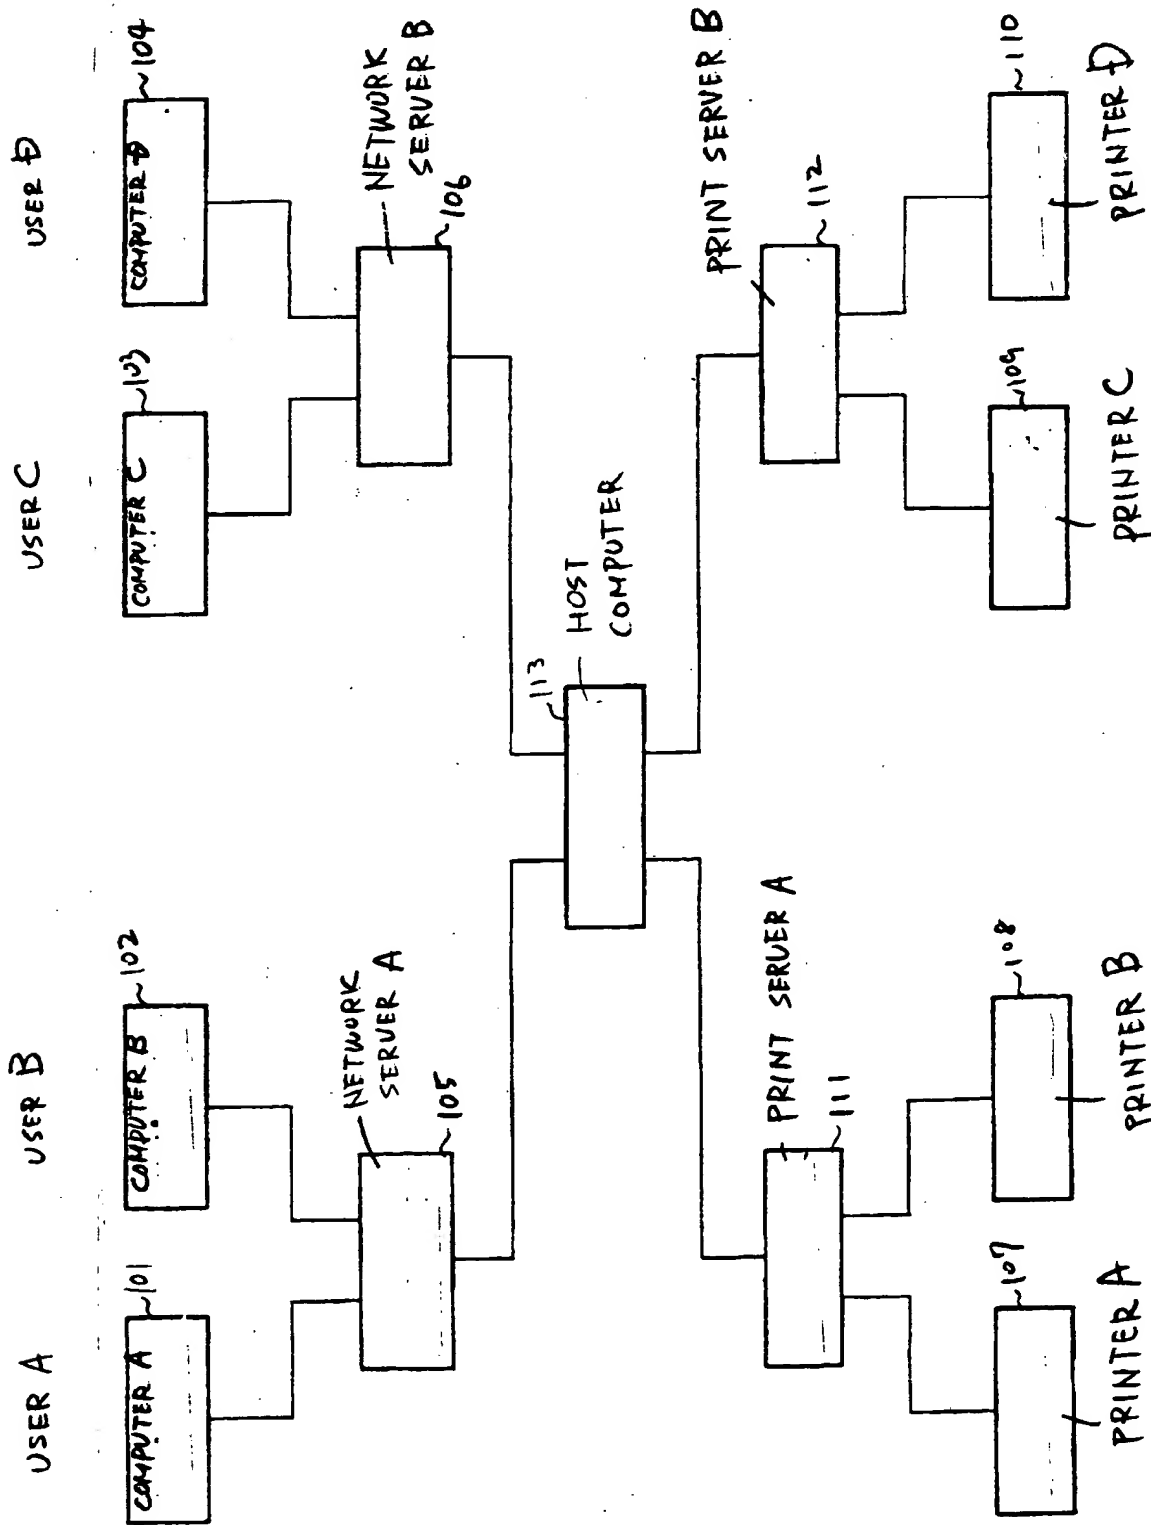 USER A
USER B
USER C
USER D
101
102
103
104
COMPUTER A
COMPUTER B
COMPUTER C
COMPUTER D
NETWORK
SERVER A
105
NETWORK
SERVER B
106
113
HOST
COMPUTER
PRINT SERVER A
111
PRINT SERVER B
112
107
108
109
110
PRINTER A
PRINTER B
PRINTER C
PRINTER D